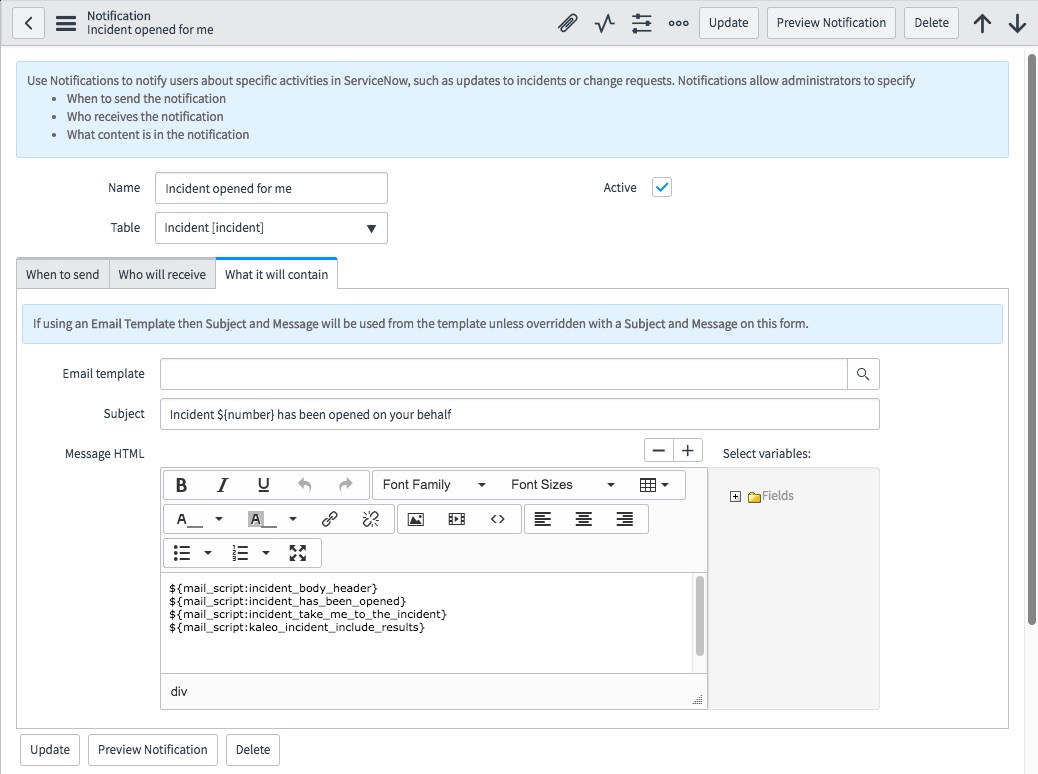 Notification
Incident opened for me
Update
Preview Notification
Delete
Use Notifications to notify users about specific activities in ServiceNow, such as updates to incidents or change requests. Notifications allow administrators to specify
• When to send the notification
• Who receives the notification
• What content is in the notification
Name
Incident opened for me
Active
Table
Incident [incident]
When to send
Who will receive
What it will contain
If using an Email Template then Subject and Message will be used from the template unless overridden with a Subject and Message on this form.
Email template
Subject
Incident ${number} has been opened on your behalf
Message HTML
Select variables:
B I U
Font Family
Font Sizes
Fields
A
A
${mail_script:incident_body_header}
${mail_script:incident_has_been_opened}
${mail_script:incident_take_me_to_the_incident}
${mail_script:kaleo_incident_include_results}
div
Update
Preview Notification
Delete